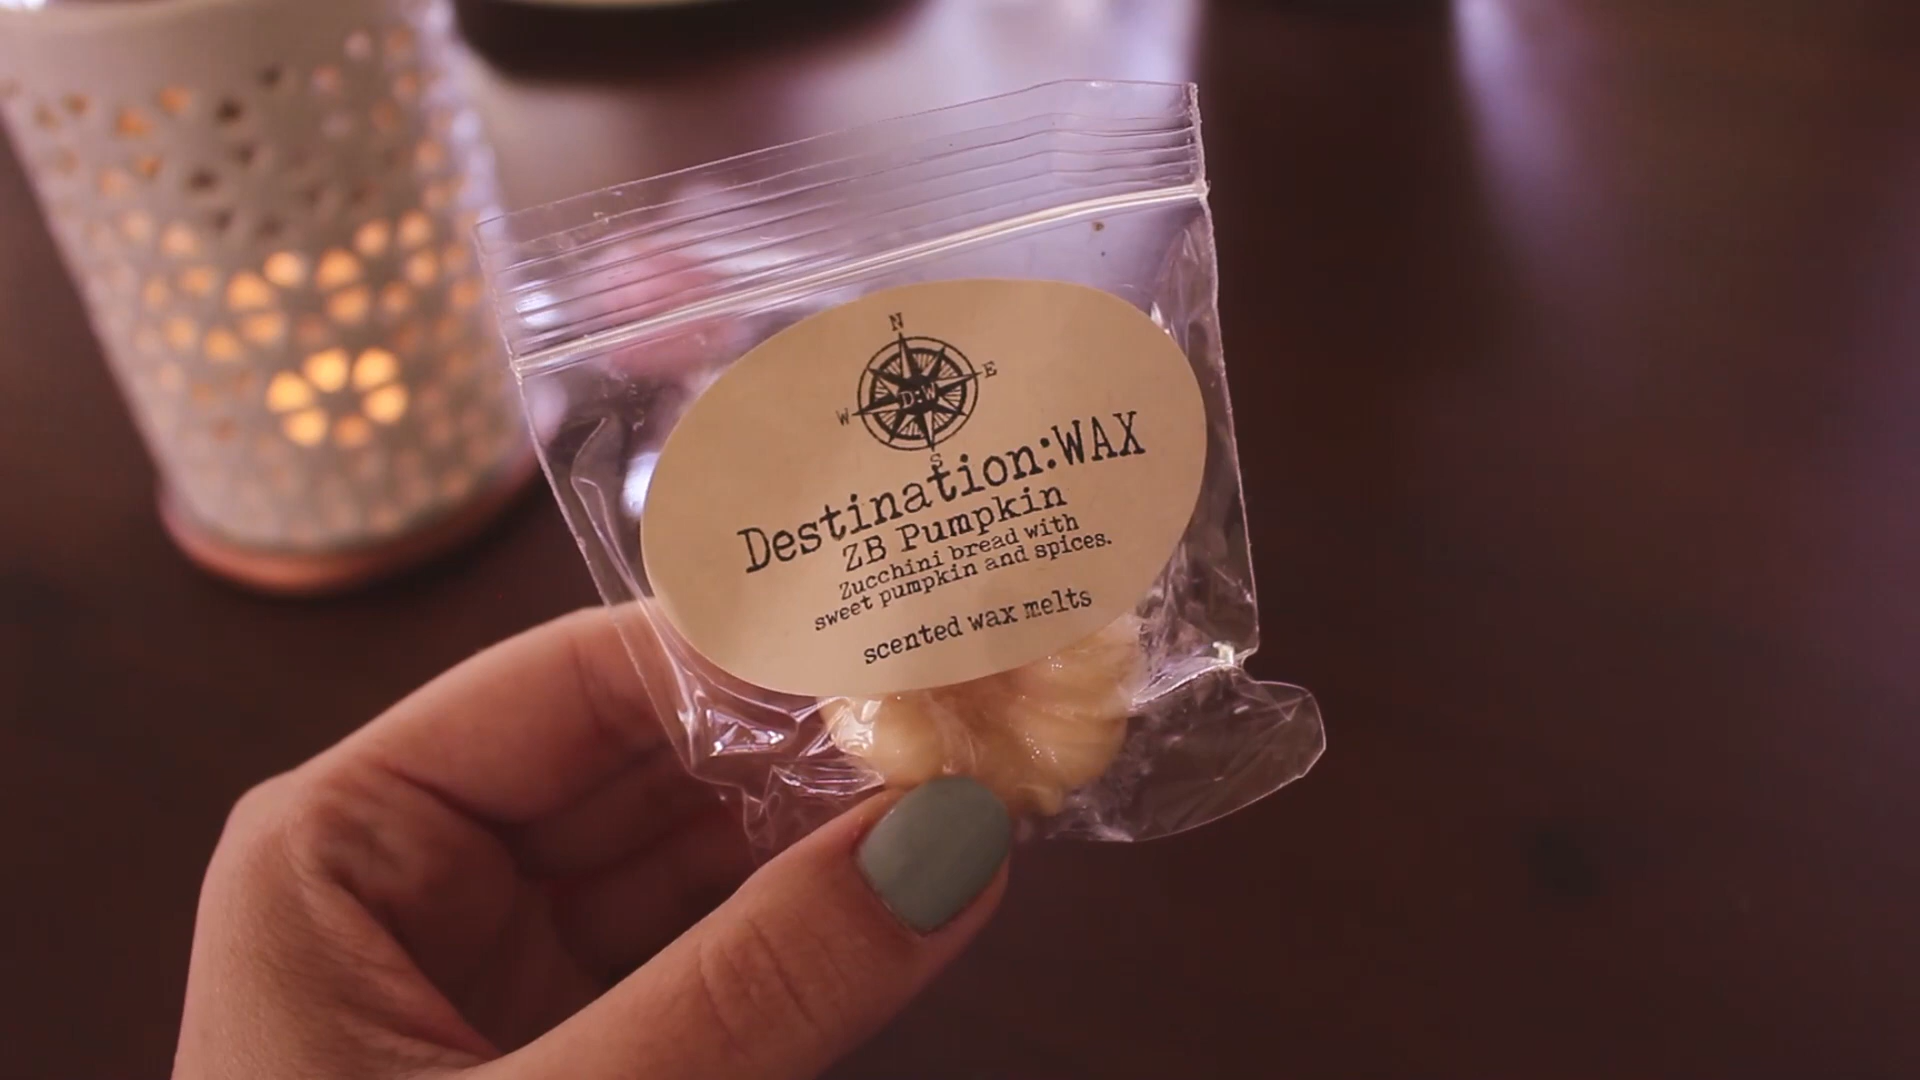 N
W D:W E
S
Destination:WAX
ZB Pumpkin
Zucchini bread with
sweet pumpkin and spices.
scented wax melts